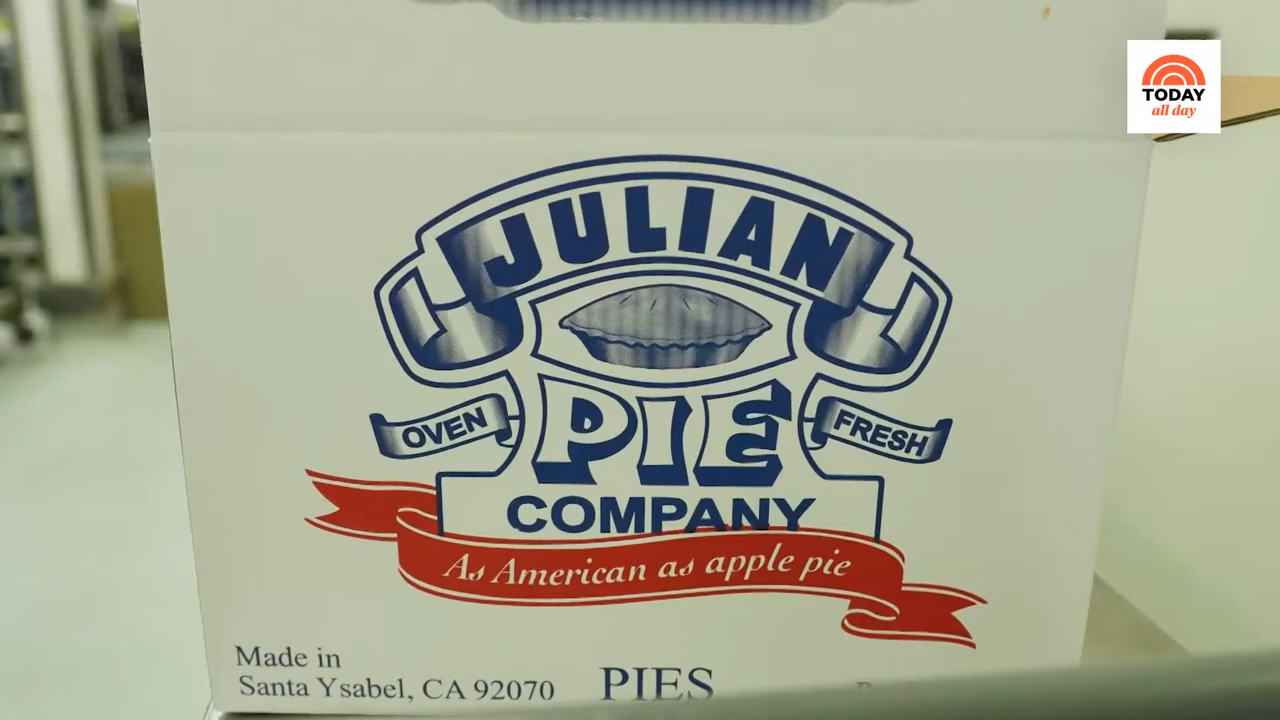 TODAY
all day
JULIAN
PIE
OVEN
FRESH
COMPANY
As American as apple pie
Made in
Santa Ysabel, CA 92070
PIES